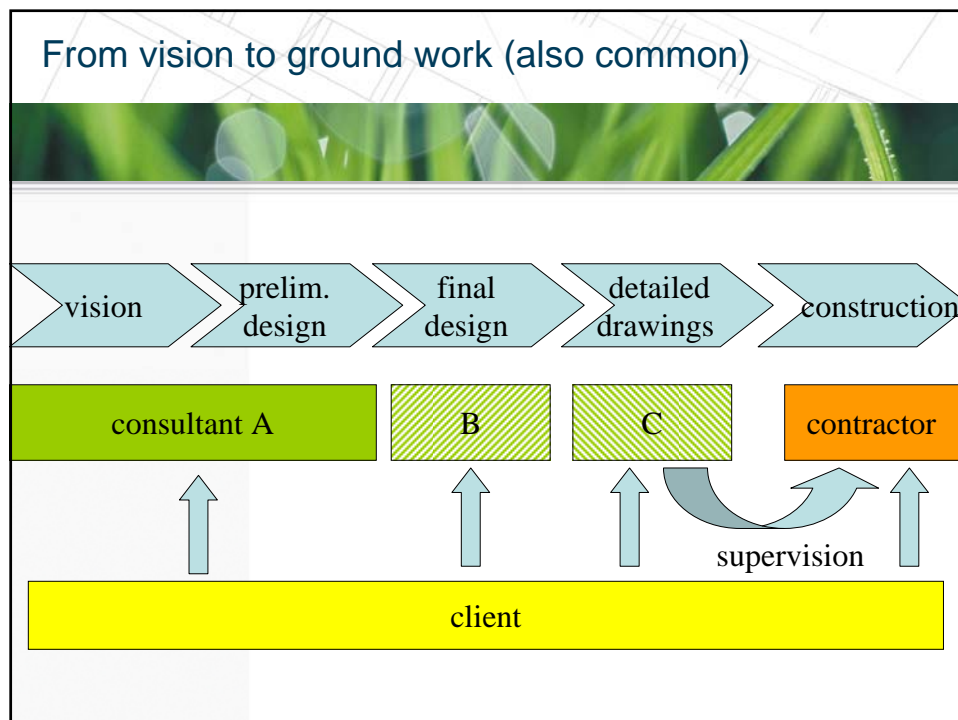 From vision to ground work (also common)
vision
prelim.
design
final
design
detailed
drawings
construction
consultant A
B
C
contractor
supervision
client